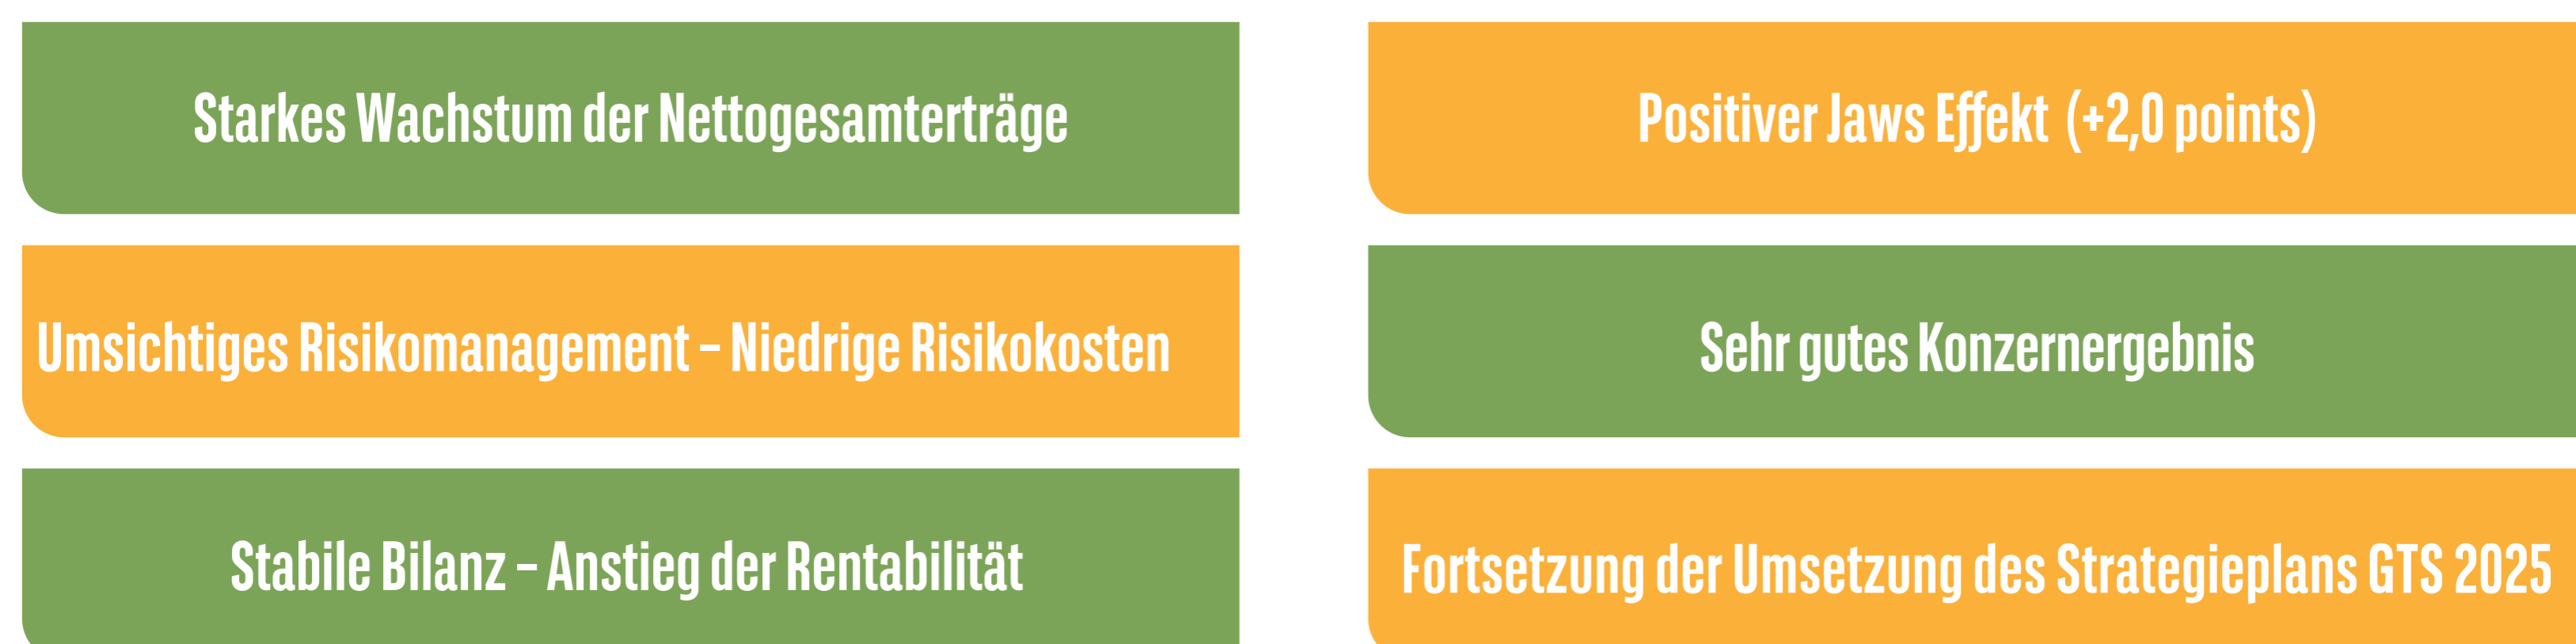 Starkes Wachstum der Nettogesamterträge
Positiver Jaws Effekt (+2,0 points)
Umsichtiges Risikomanagement – Niedrige Risikokosten
Sehr gutes Konzernergebnis
Stabile Bilanz – Anstieg der Rentabilität
Fortsetzung der Umsetzung des Strategieplans GTS 2025